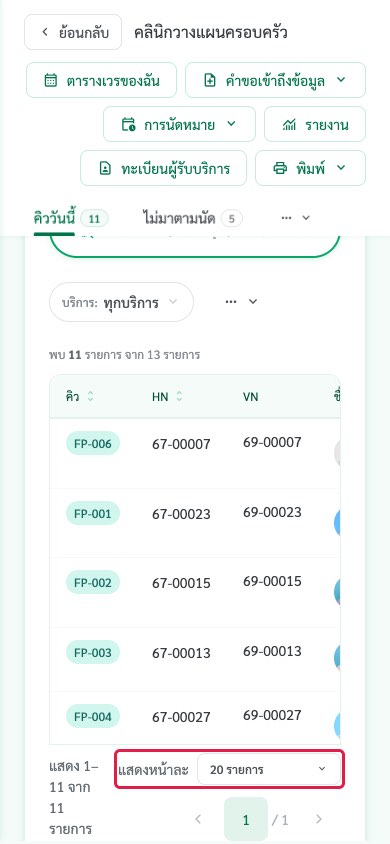 ย้อนกลับ คลินิกวางแผนครอบครัว
ตารางเวรของฉัน คำขอเข้าถึงข้อมูล
การนัดหมาย รายงาน
ทะเบียนผู้รับบริการ พิมพ์
คิววันนี้ 11 ไม่มาตามนัด 5 ...
บริการ: ทุกบริการ ...
พบ 11 รายการ จาก 13 รายการ
คิว HN VN
FP-006 67-00007 69-00007
FP-001 67-00023 69-00023
FP-002 67-00015 69-00015
FP-003 67-00013 69-00013
FP-004 67-00027 69-00027
แสดง 1–
11 จาก
11
รายการ
แสดงหน้าละ 20 รายการ
1 / 1